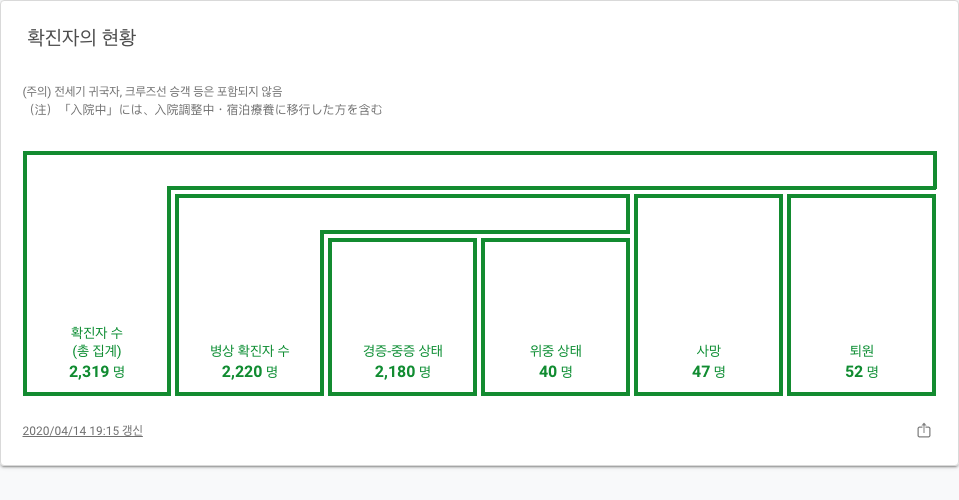 확진자의 현황
(주의) 전세기 귀국자, 크루즈선 승객 등은 포함되지 않음
（注）「入院中」には、入院調整中・宿泊療養に移行した方を含む
확진자 수
(총 집계)
2,319 명
병상 확진자 수
2,220 명
경증-중증 상태
2,180 명
위중 상태
40 명
사망
47 명
퇴원
52 명
2020/04/14 19:15 갱신